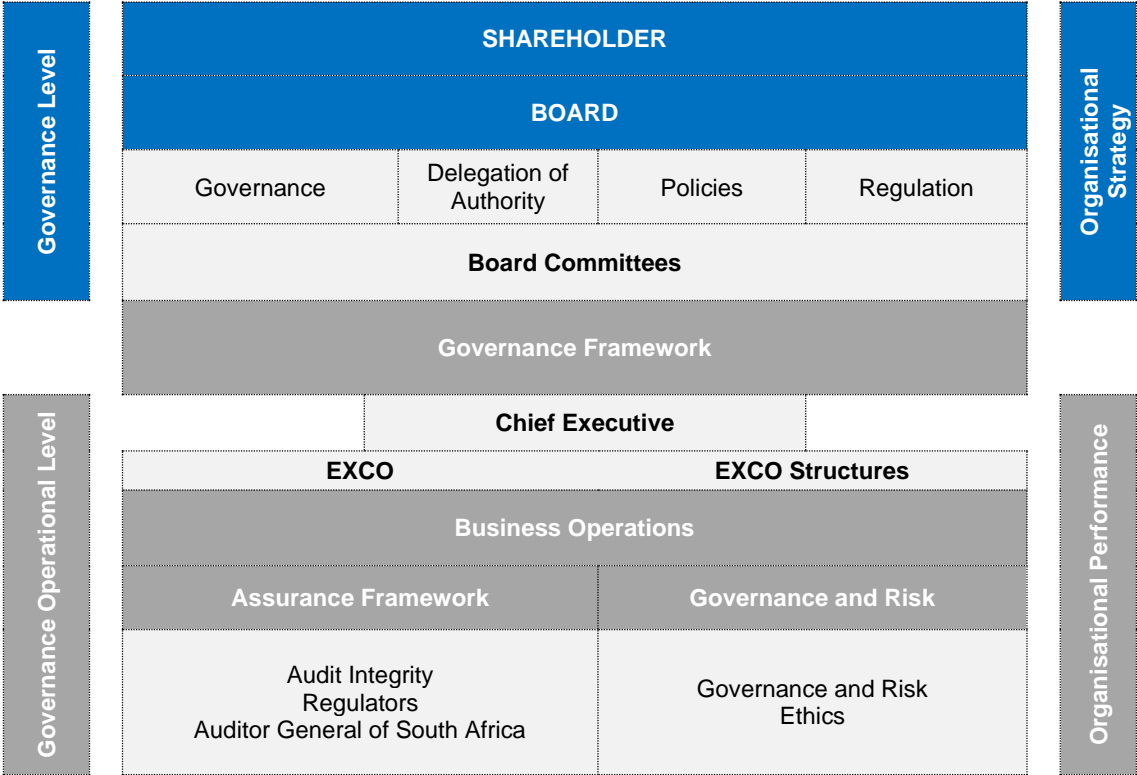 Governance Level
SHAREHOLDER
BOARD
Governance
Delegation of
Authority
Policies
Regulation
Board Committees
Governance Framework
Organisational
Strategy
Governance Operational Level
Chief Executive
EXCO
EXCO Structures
Business Operations
Assurance Framework
Governance and Risk
Audit Integrity
Regulators
Auditor General of South Africa
Governance and Risk
Ethics
Organisational Performance